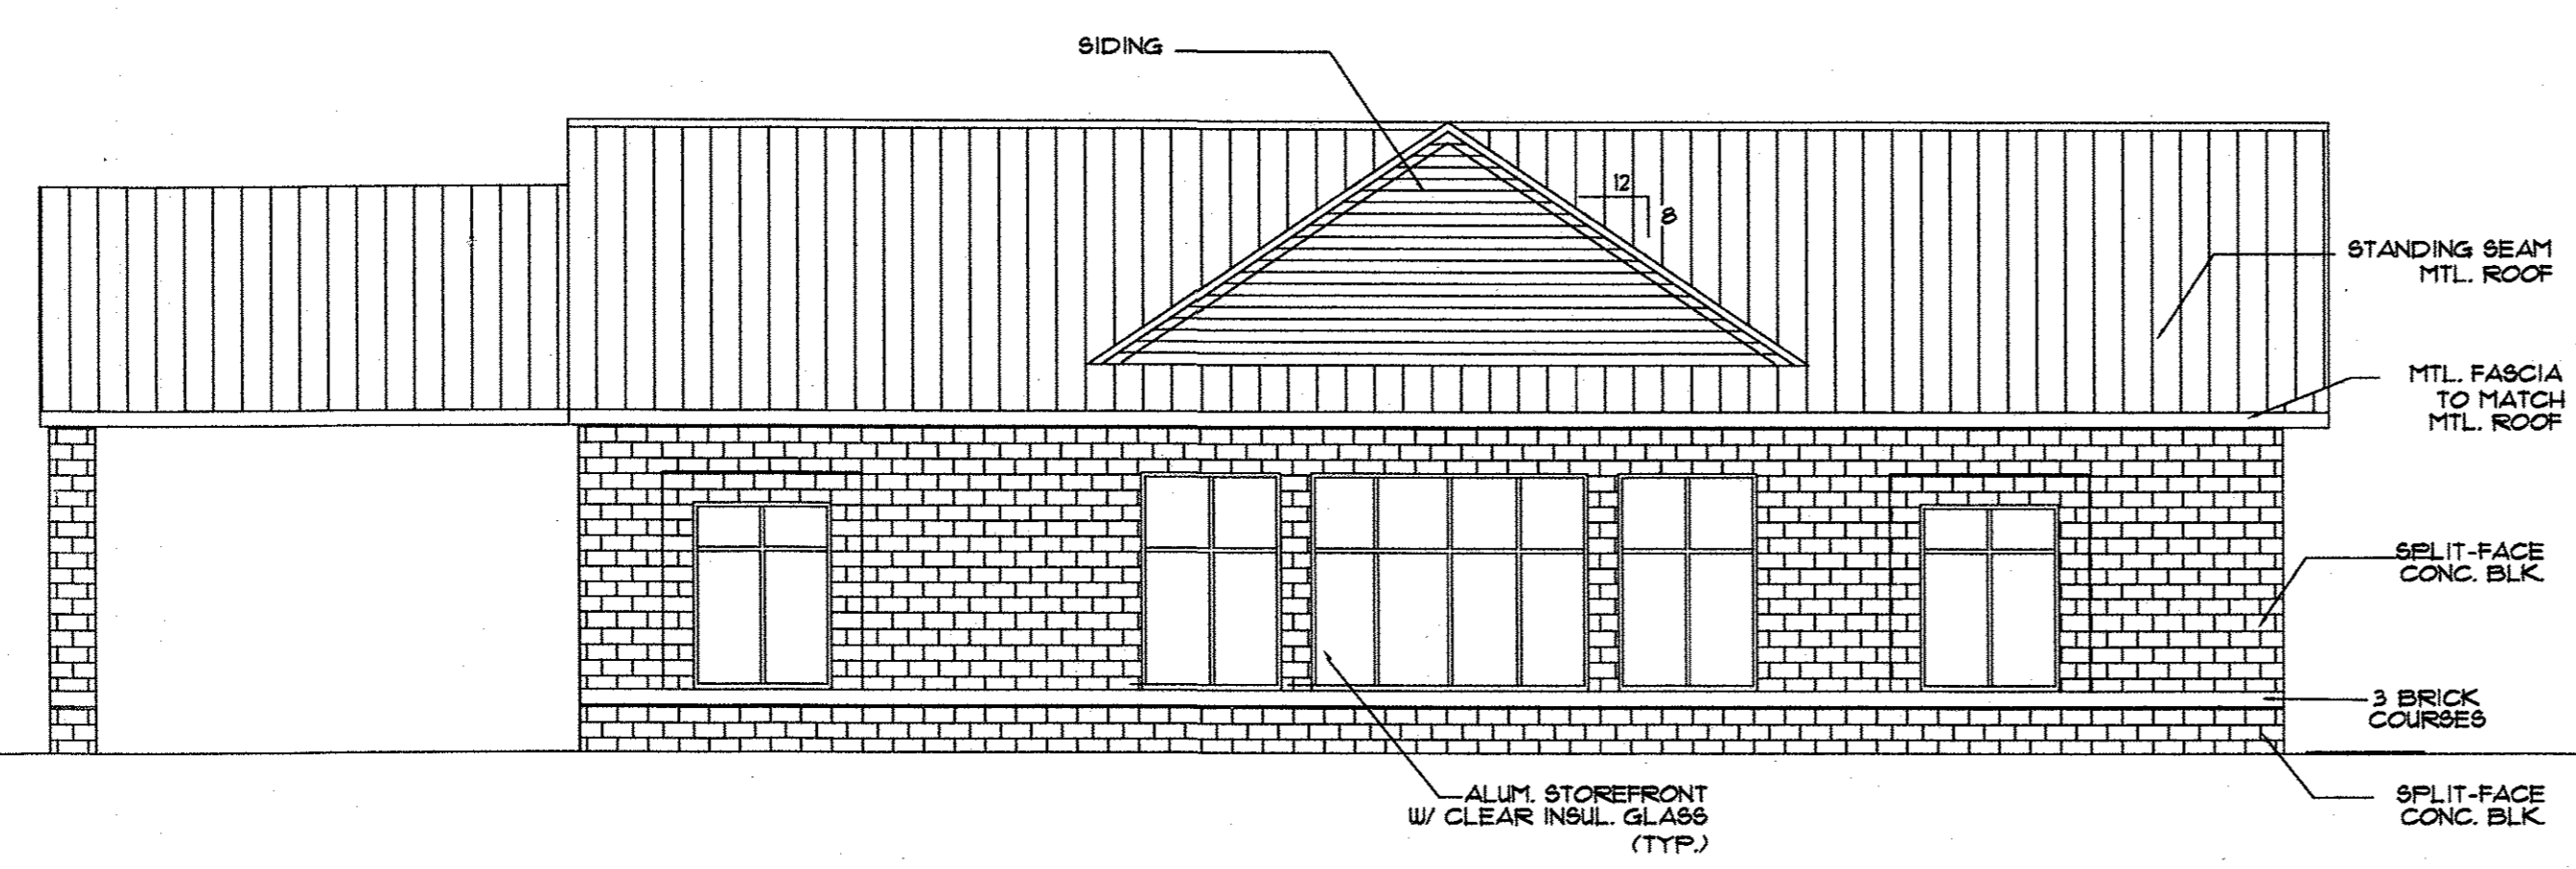 SIDING
12
8
STANDING SEAM
MTL. ROOF
MTL. FASCIA
TO MATCH
MTL. ROOF
SPLIT-FACE
CONC. BLK.
3 BRICK
COURSES
ALUM. STOREFRONT
W/ CLEAR INSUL. GLASS
(TYP.)
SPLIT-FACE
CONC. BLK.